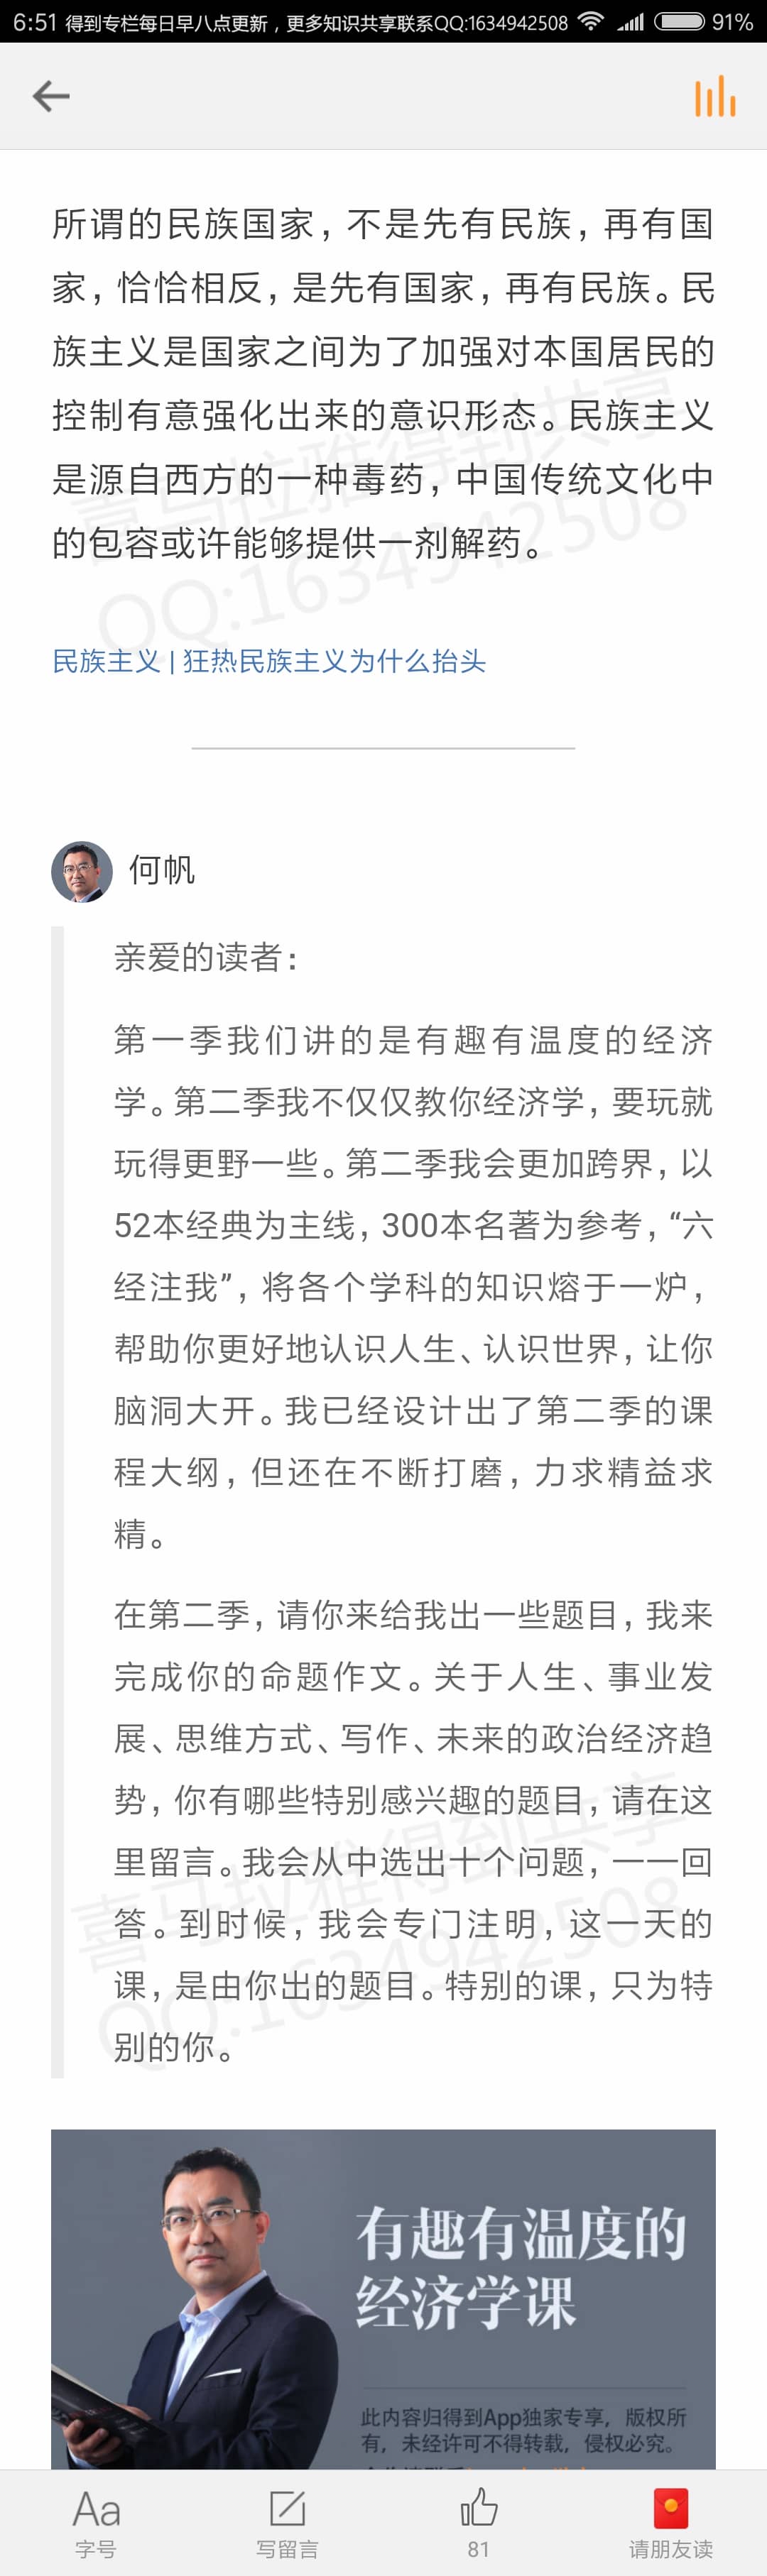 6:51 得到专栏每日早八点更新，更多知识共享联系QQ:1634942508 91%
所谓的民族国家，不是先有民族，再有国
家，恰恰相反，是先有国家，再有民族。民
族主义是国家之间为了加强对本国居民的
控制有意强化出来的意识形态。民族主义
是源自西方的一种毒药，中国传统文化中
的包容或许能够提供一剂解药。
喜马拉雅得到共享
QQ:1634942508
民族主义 | 狂热民族主义为什么抬头
何帆
亲爱的读者：
第一季我们讲的是有趣有温度的经济
学。第二季我不仅仅教你经济学，要玩就
玩得更野一些。第二季我会更加跨界，以
52本经典为主线，300本名著为参考，“六
经注我”，将各个学科的知识熔于一炉，
帮助你更好地认识人生、认识世界，让你
脑洞大开。我已经设计出了第二季的课
程大纲，但还在不断打磨，力求精益求
精。
在第二季，请你来给我出一些题目，我来
完成你的命题作文。关于人生、事业发
展、思维方式、写作、未来的政治经济趋
势，你有哪些特别感兴趣的题目，请在这
里留言。我会从中选出十个问题，一一回
答。到时候，我会专门注明，这一天的
课，是由你出的题目。特别的课，只为特
别的你。
喜马拉雅得到共享
QQ:1634942508
有趣有温度的
经济学课
此内容归得到App独家专享，版权所
有，未经许可不得转载，侵权必究。
Aa
字号
写留言
81
请朋友读